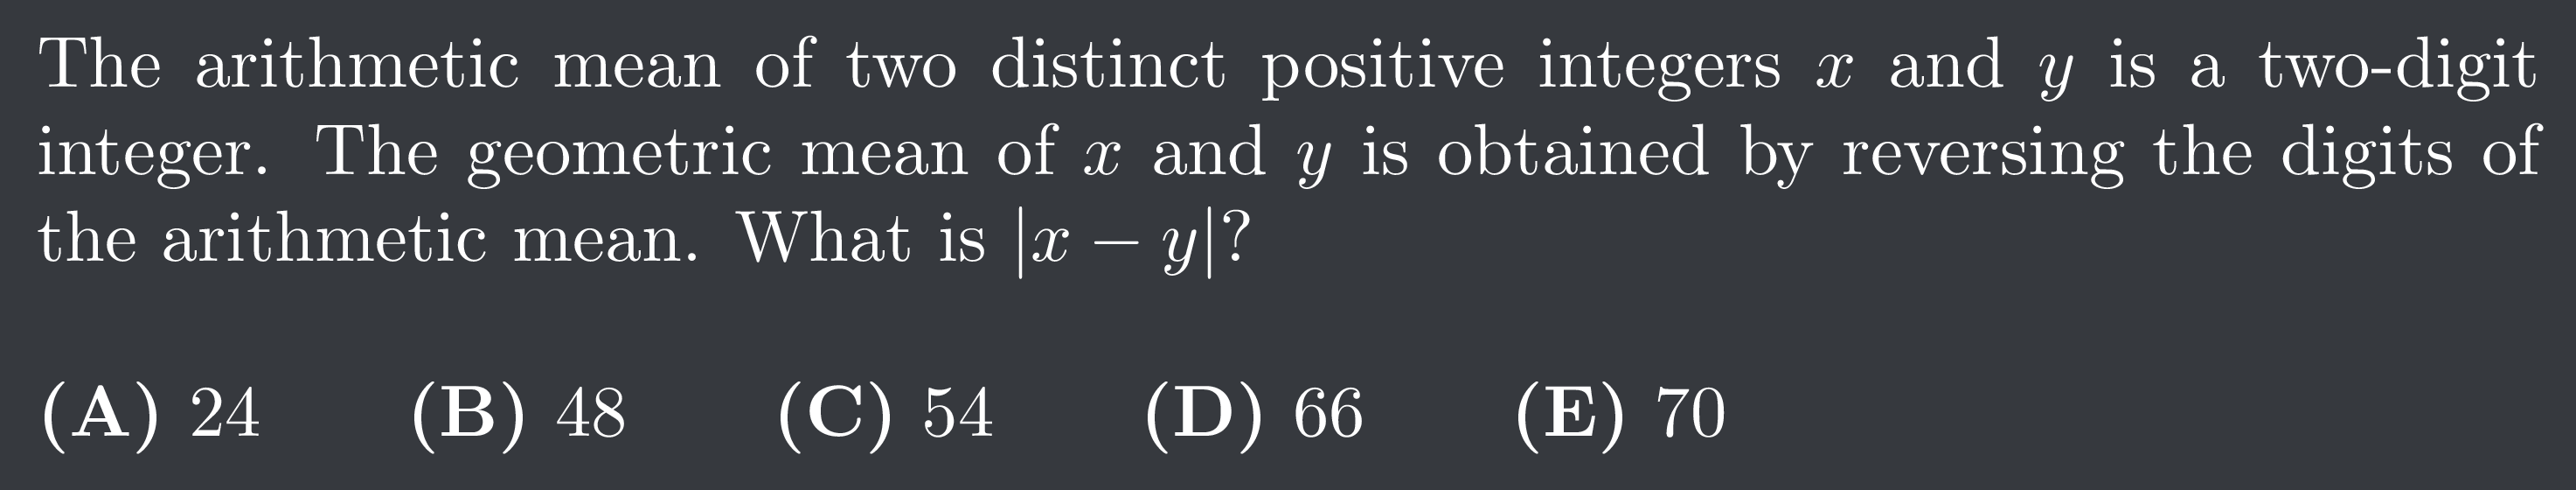 The arithmetic mean of two distinct positive integers x and y is a two-digit
integer. The geometric mean of x and y is obtained by reversing the digits of
the arithmetic mean. What is |x − y|?
(A) 24 (B) 48 (C) 54 (D) 66 (E) 70